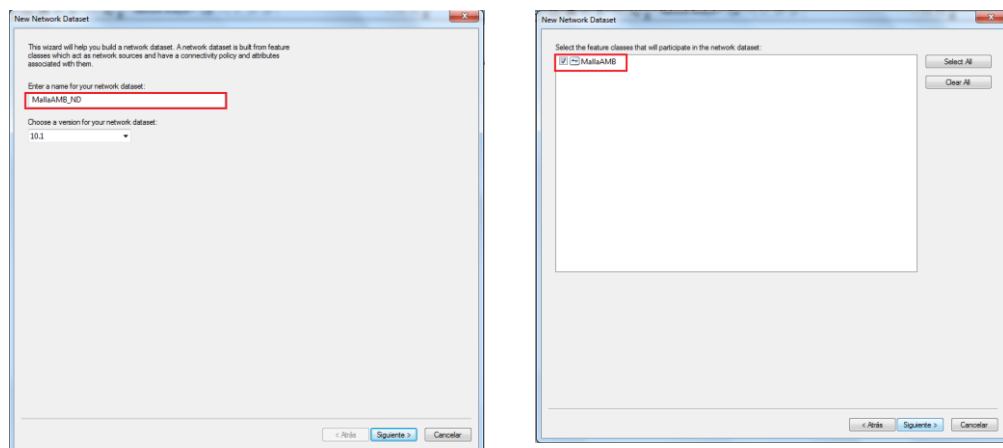 New Network Dataset
This wizard will help you build a network dataset. A network dataset is built from feature
classes which act as network sources and have a connectivity policy and attributes
associated with them.
Enter a name for your network dataset:
MallaAMB_ND
Choose a version for your network dataset:
10.1
< Atrás
Siguiente >
Cancelar
New Network Dataset
Select the feature classes that will participate in the network dataset:
MallaAMB
Select All
Clear All
< Atrás
Siguiente >
Cancelar